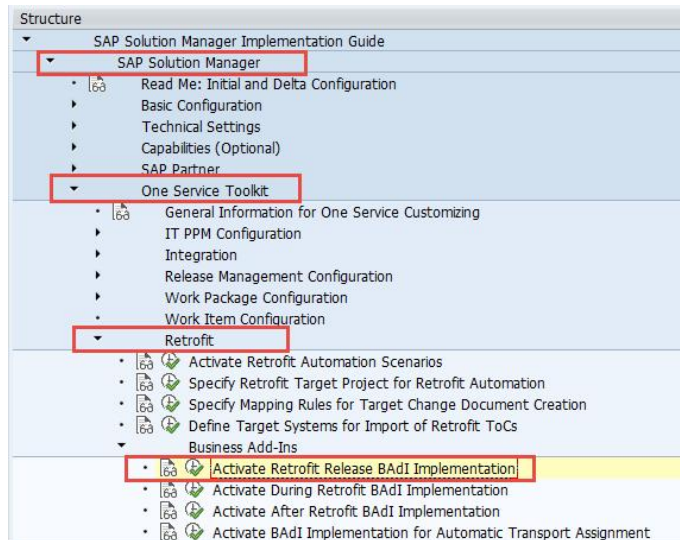 Structure
SAP Solution Manager Implementation Guide
SAP Solution Manager
Read Me: Initial and Delta Configuration
Basic Configuration
Technical Settings
Capabilities (Optional)
SAP Partner
One Service Toolkit
General Information for One Service Customizing
IT PPM Configuration
Integration
Release Management Configuration
Work Package Configuration
Work Item Configuration
Retrofit
Activate Retrofit Automation Scenarios
Specify Retrofit Target Project for Retrofit Automation
Specify Mapping Rules for Target Change Document Creation
Define Target Systems for Import of Retrofit ToCs
Business Add-Ins
Activate Retrofit Release BAdI Implementation
Activate During Retrofit BAdI Implementation
Activate After Retrofit BAdI Implementation
Activate BAdI Implementation for Automatic Transport Assignment